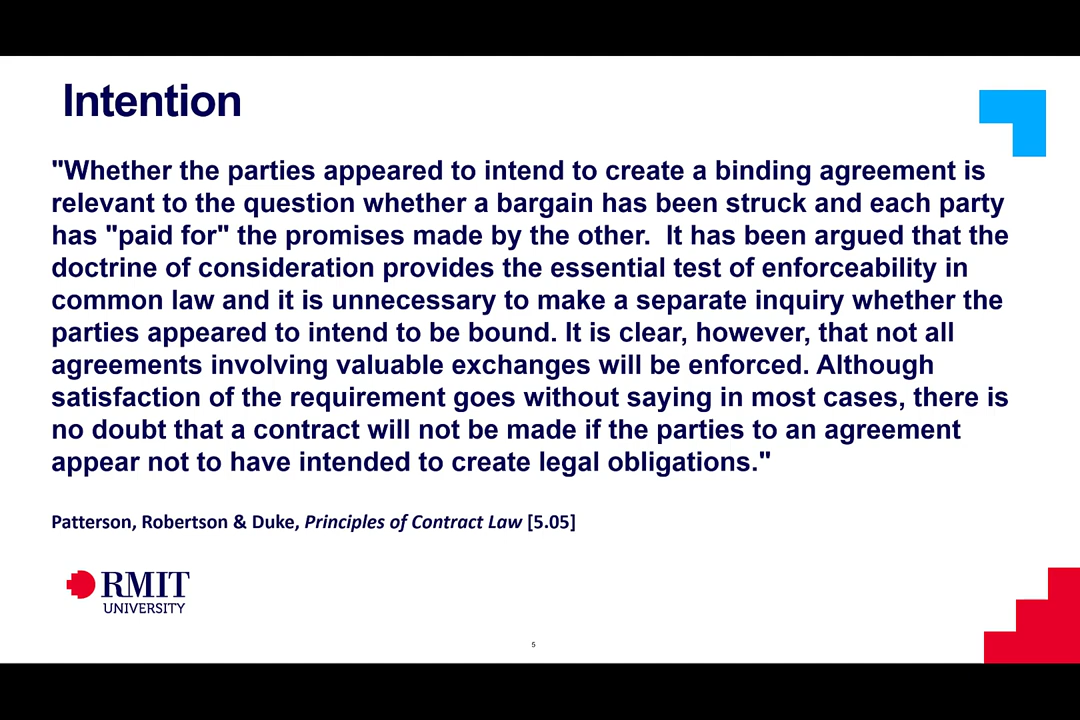 Intention
"Whether the parties appeared to intend to create a binding agreement is
relevant to the question whether a bargain has been struck and each party
has "paid for" the promises made by the other.  It has been argued that the
doctrine of consideration provides the essential test of enforceability in
common law and it is unnecessary to make a separate inquiry whether the
parties appeared to intend to be bound. It is clear, however, that not all
agreements involving valuable exchanges will be enforced. Although
satisfaction of the requirement goes without saying in most cases, there is
no doubt that a contract will not be made if the parties to an agreement
appear not to have intended to create legal obligations."
Patterson, Robertson & Duke, Principles of Contract Law [5.05]
RMIT
UNIVERSITY
5